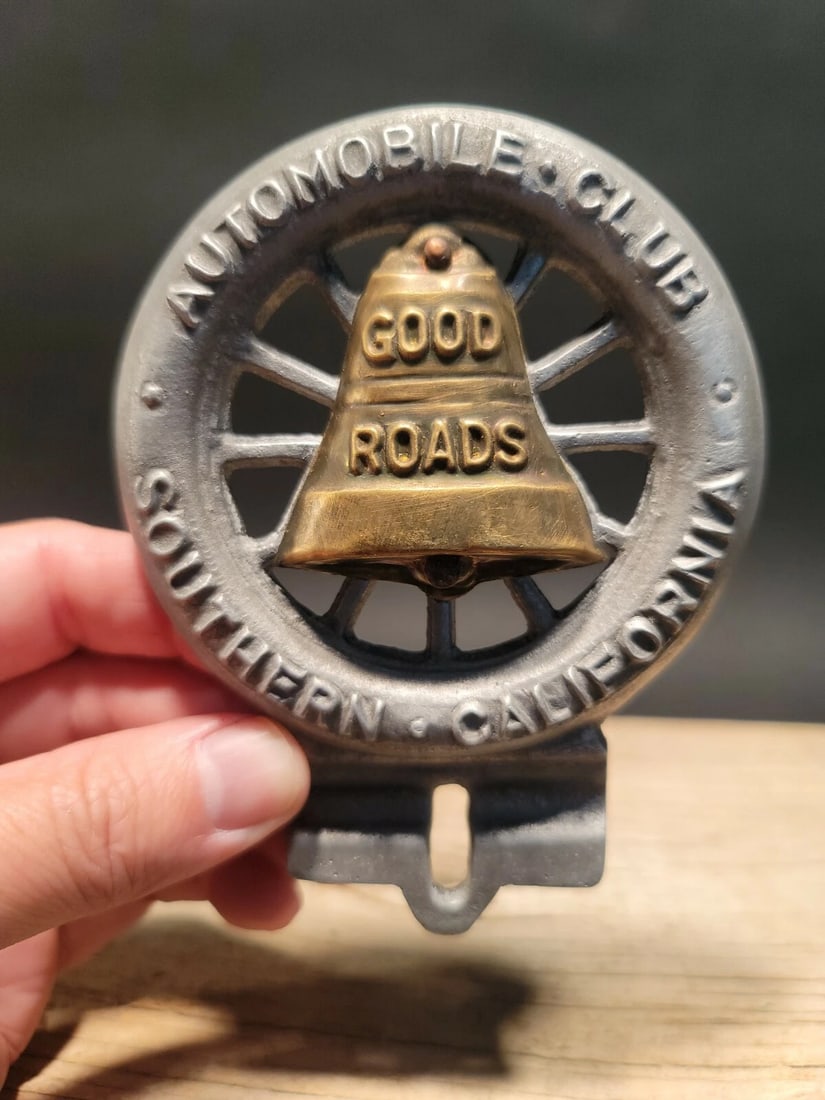 AUTOMOBILE · CLUB
GOOD
ROADS
SOUTHERN · CALIFORNIA